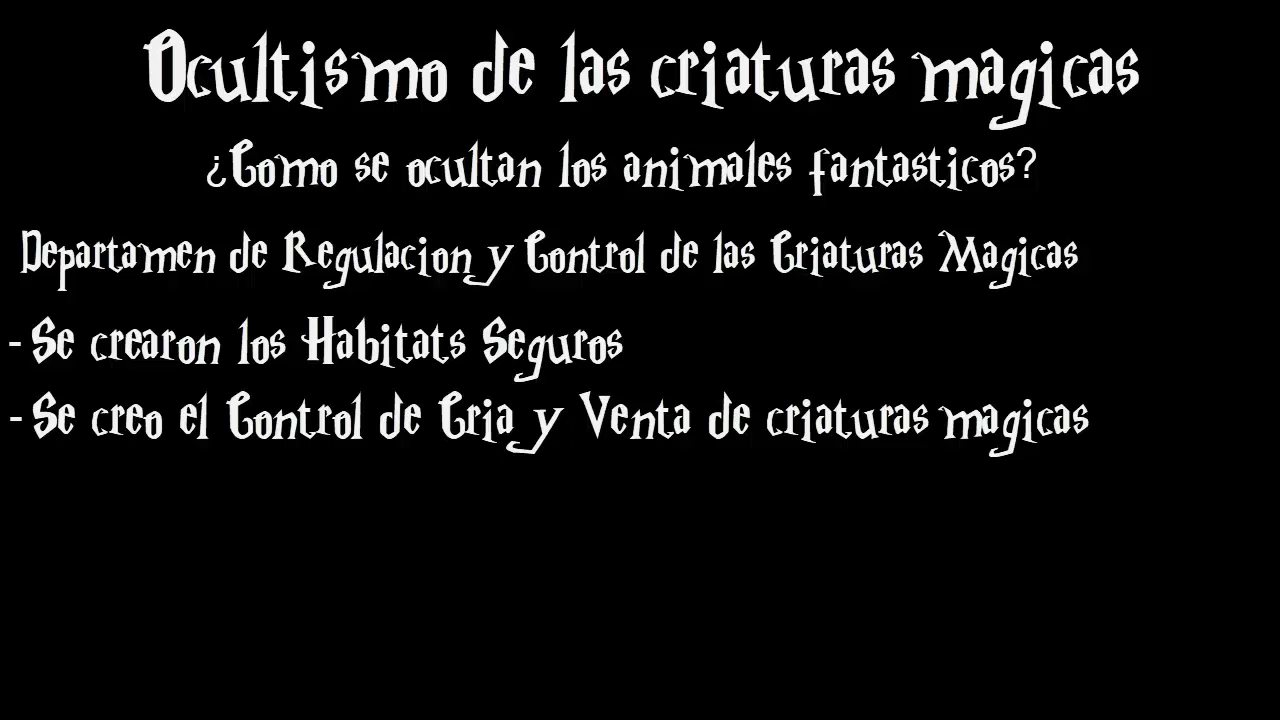 Ocultismo de las criaturas magicas
¿Como se ocultan los animales fantasticos?
Departamen de Regulacion y Control de las Criaturas Magicas
- Se crearon los Habitats Seguros
- Se creo el Control de Cria y Venta de criaturas magicas